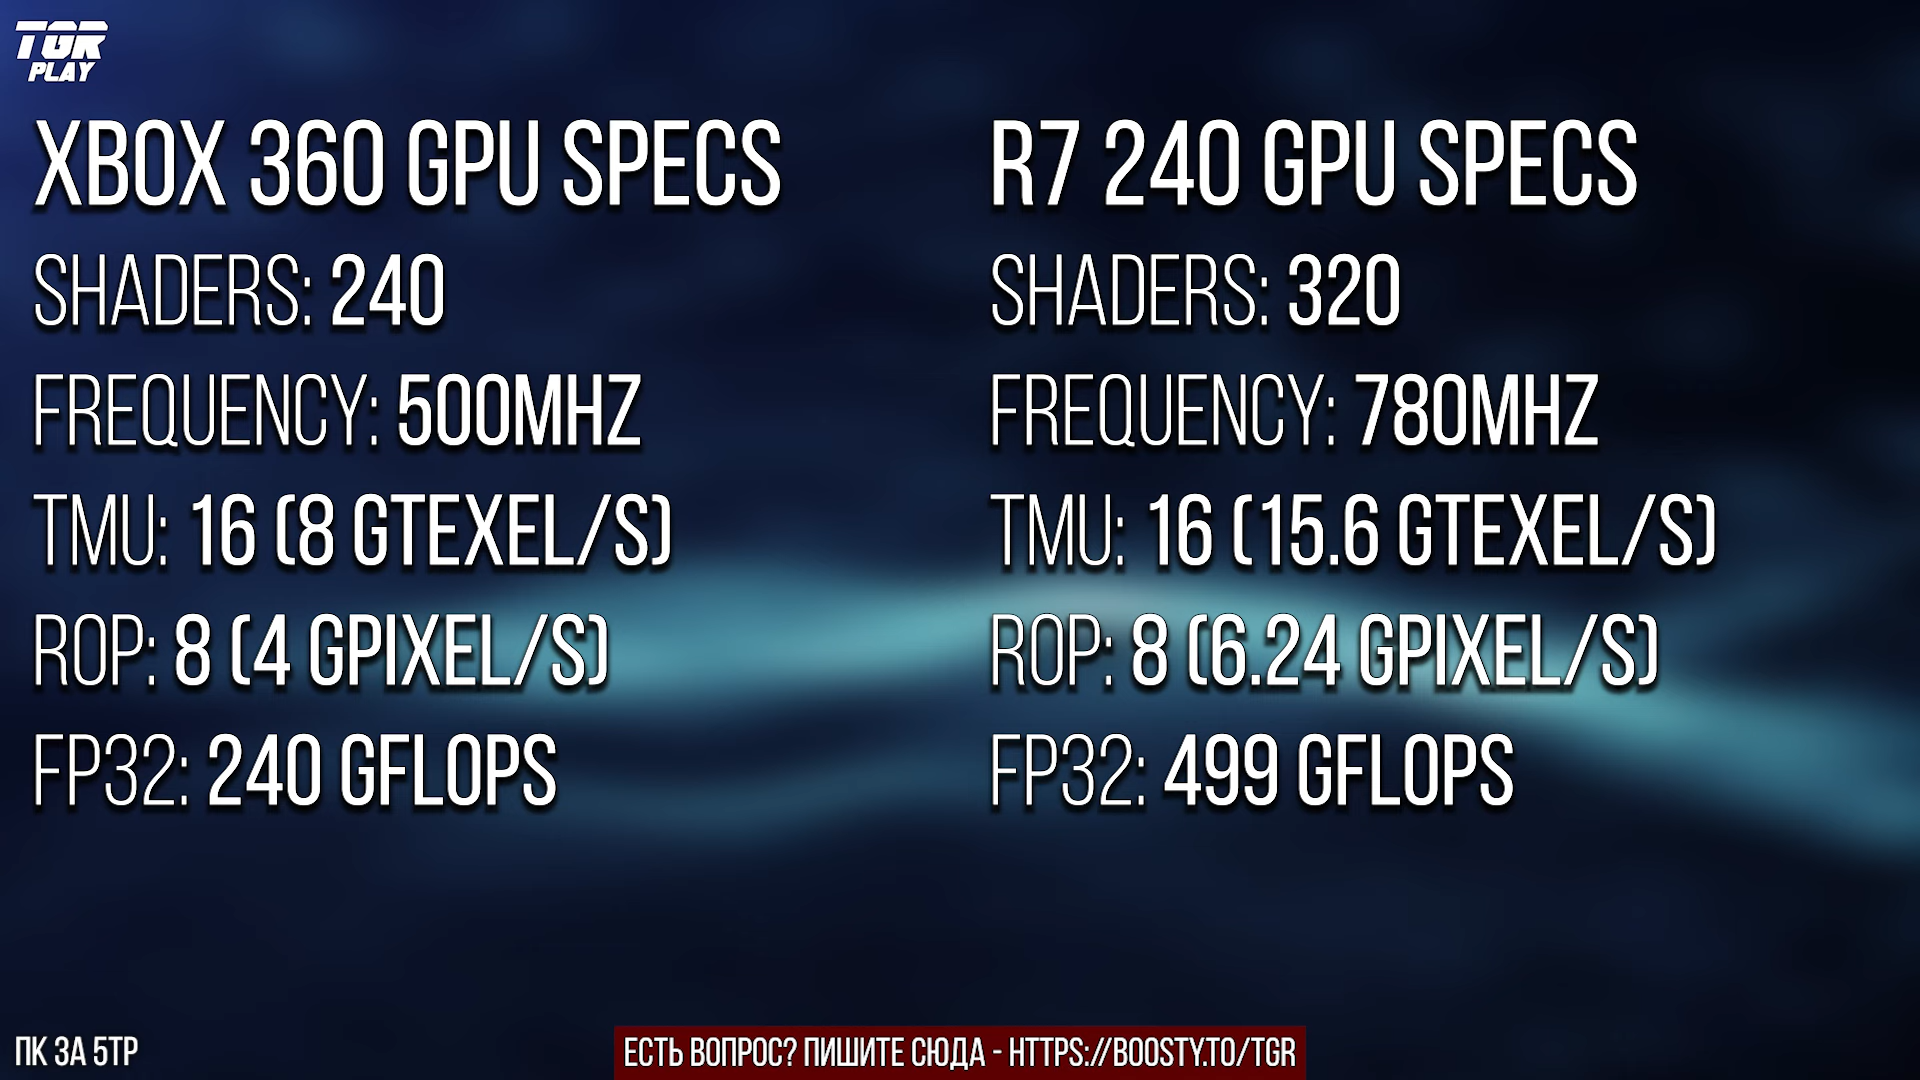 TGR
PLAY
XBOX 360 GPU SPECS
SHADERS: 240
FREQUENCY: 500MHZ
TMU: 16 (8 GTEXEL/S)
ROP: 8 (4 GPIXEL/S)
FP32: 240 GFLOPS
R7 240 GPU SPECS
SHADERS: 320
FREQUENCY: 780MHZ
TMU: 16 (15.6 GTEXEL/S)
ROP: 8 (6.24 GPIXEL/S)
FP32: 499 GFLOPS
ПК ЗА 5ТР
ЕСТЬ ВОПРОС? ПИШИТЕ СЮДА - HTTPS://BOOSTY.TO/TGR